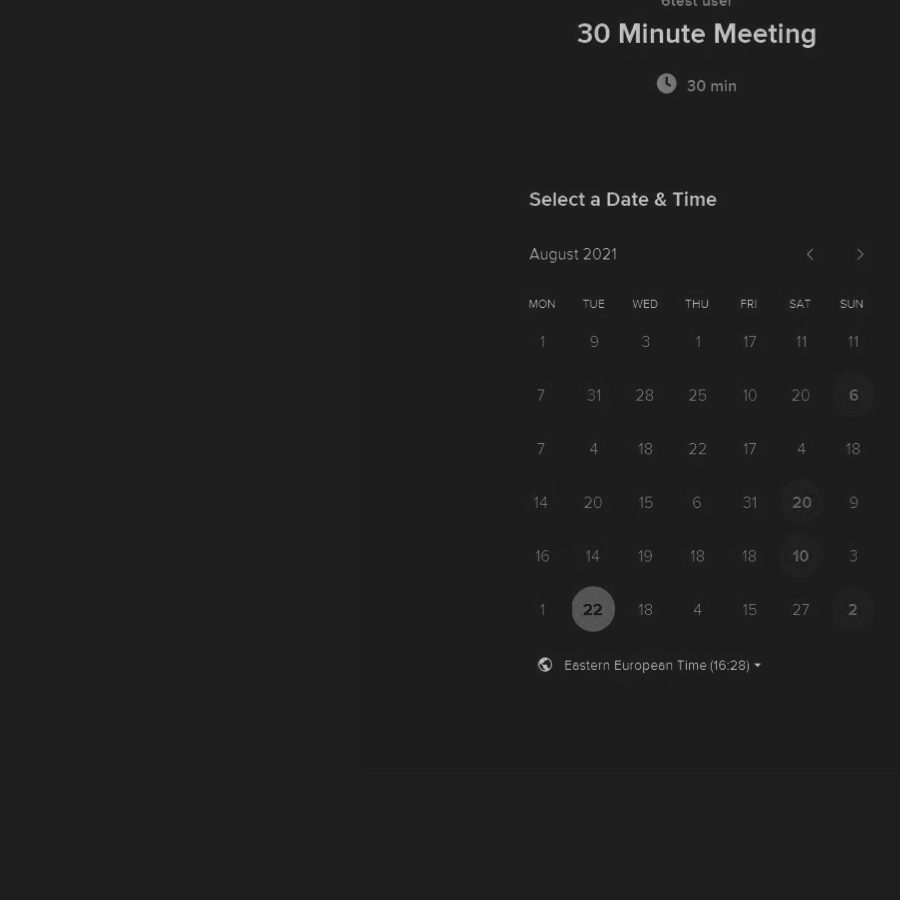 6test user
30 Minute Meeting
30 min
Select a Date & Time
August 2021
MON TUE WED THU FRI SAT SUN
1 9 3 1 17 11 11
7 31 28 25 10 20 6
7 4 18 22 17 4 18
14 20 15 6 31 20 9
16 14 19 18 18 10 3
1 22 18 4 15 27 2
Eastern European Time (16:28)